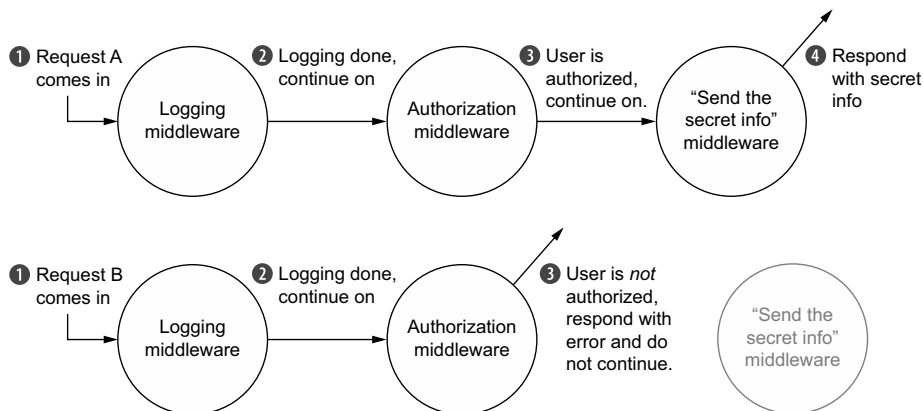 1 Request A
comes in
Logging
middleware
2 Logging done,
continue on
Authorization
middleware
3 User is
authorized,
continue on.
“Send the
secret info”
middleware
4 Respond
with secret
info
1 Request B
comes in
Logging
middleware
2 Logging done,
continue on
Authorization
middleware
3 User is not
authorized,
respond with
error and do
not continue.
“Send the
secret info”
middleware